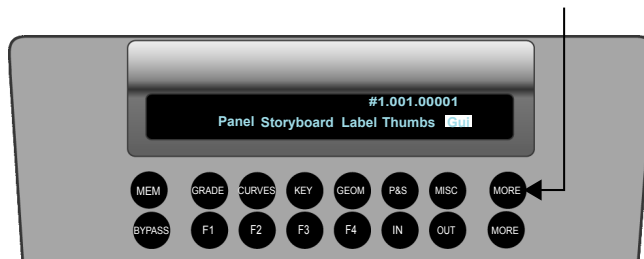 #1.001.00001
Panel Storyboard Label Thumbs Gui
MEM GRADE CURVES KEY GEOM P&S MISC MORE
BYPASS F1 F2 F3 F4 IN OUT MORE